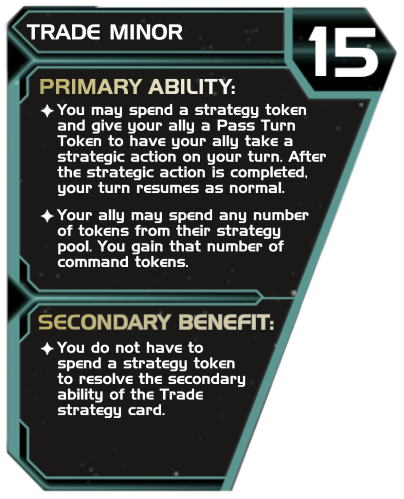 TRADE MINOR
15
PRIMARY ABILITY:
You may spend a strategy token
and give your ally a Pass Turn
Token to have your ally take a
strategic action on your turn. After
the strategic action is completed,
your turn resumes as normal.
Your ally may spend any number
of tokens from their strategy
pool. You gain that number of
command tokens.
SECONDARY BENEFIT:
You do not have to
spend a strategy token
to resolve the secondary
ability of the Trade
strategy card.